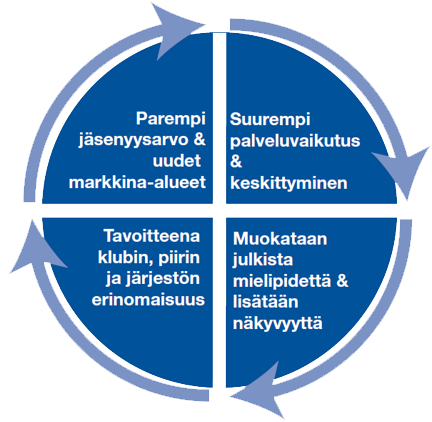 Parempi
jäsenyysarvo &
uudet
markkina-alueet
Suurempi
palveluvaikutus
&
keskittyminen
Tavoitteena
klubin, piirin
ja järjestön
erinomaisuus
Muokataan
julkista
mielipidettä &
lisätään
näkyvyyttä